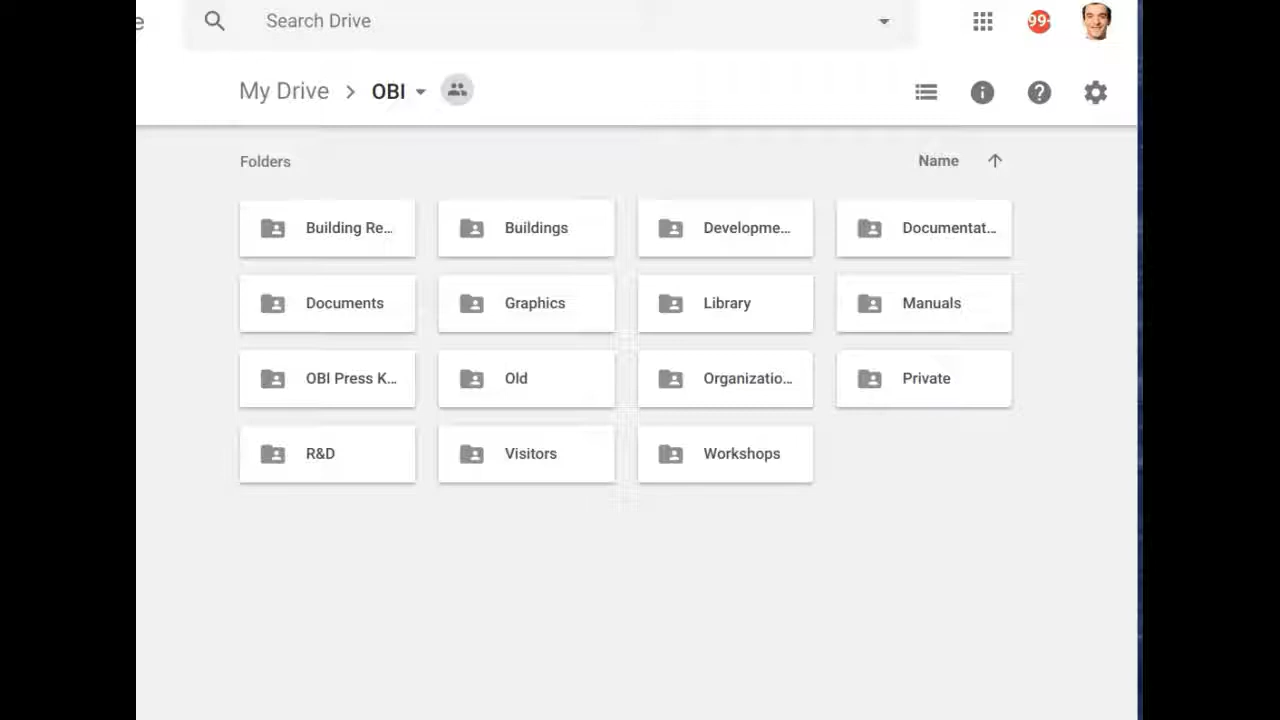 e
Search Drive
99+
My Drive > OBI
Folders
Name
Building Re...
Buildings
Developme...
Documentat...
Documents
Graphics
Library
Manuals
OBI Press K...
Old
Organizatio...
Private
R&D
Visitors
Workshops